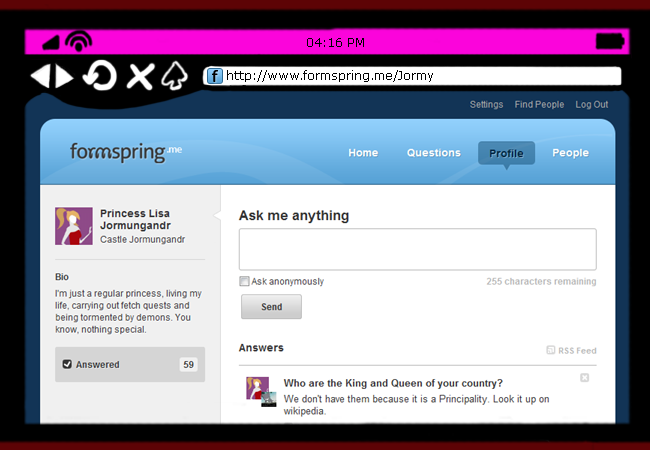 04:16 PM
f http://www.formspring.me/Jormy
Settings Find People Log Out
formspring.me Home Questions Profile People
Princess Lisa
Jormungandr
Castle Jormungandr
Bio
I'm just a regular princess, living my
life, carrying out fetch quests and
being tormented by demons. You
know, nothing special.
Answered 59
Ask me anything
Ask anonymously 255 characters remaining
Send
Answers RSS Feed
Who are the King and Queen of your country?
We don't have them because it is a Principality. Look it up on
wikipedia.